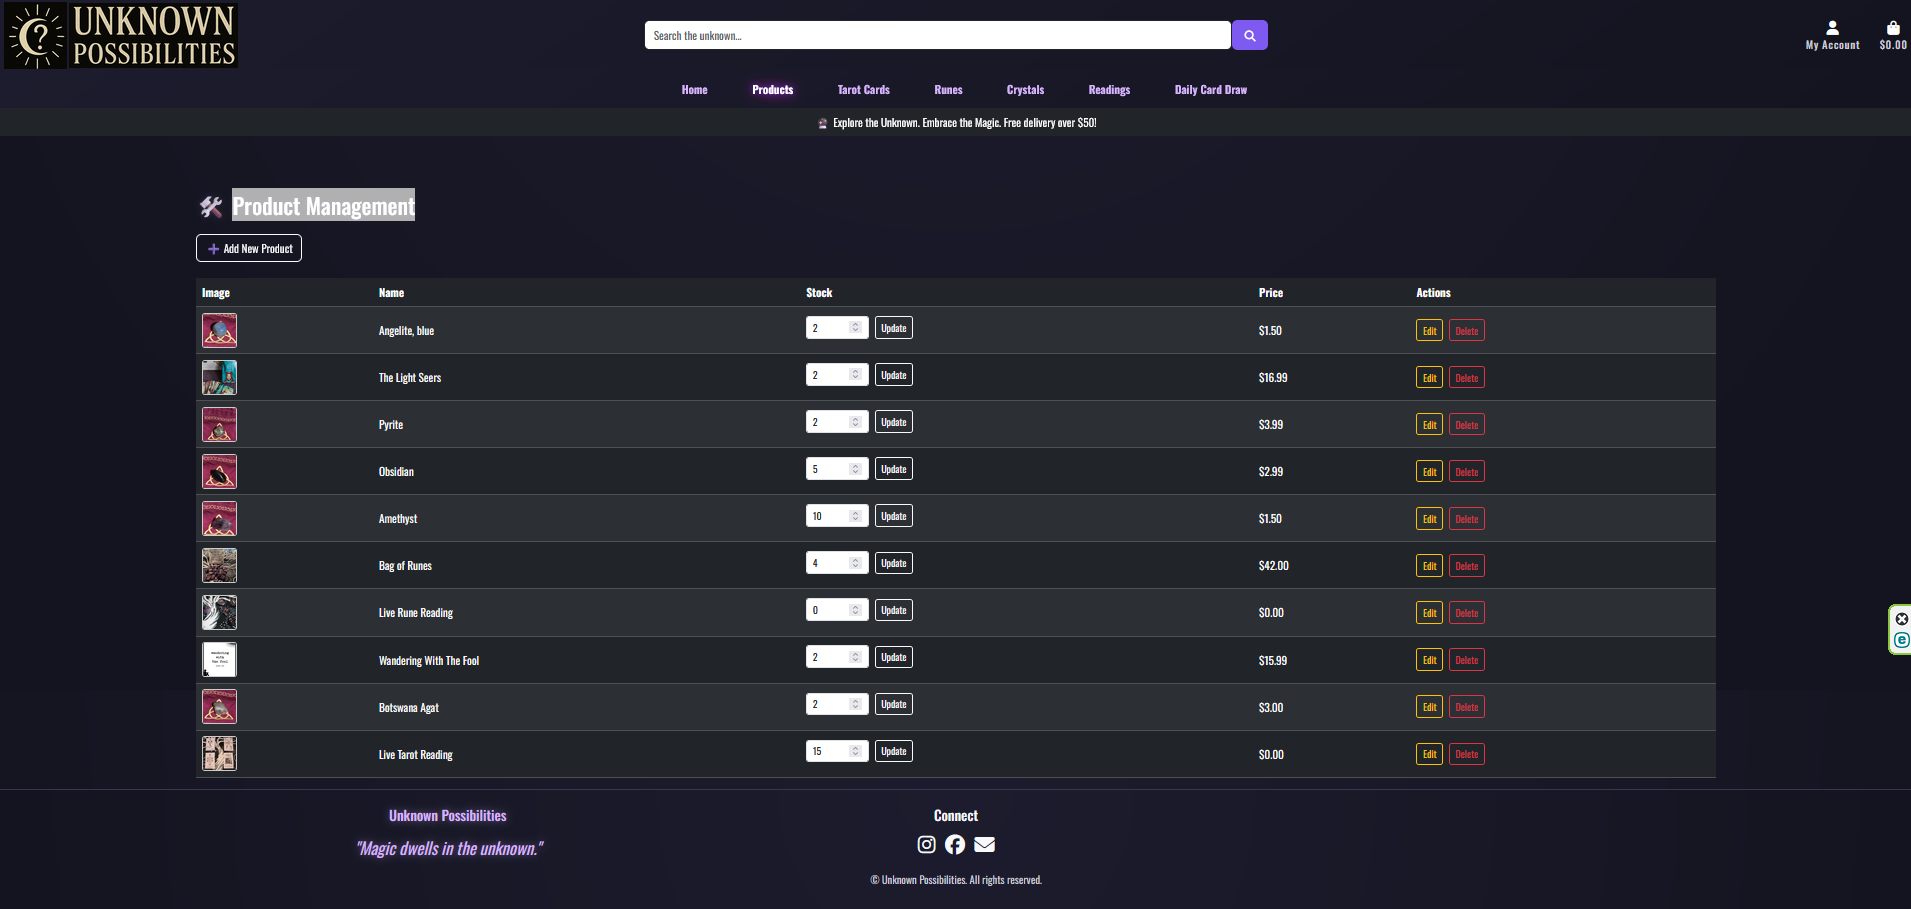 UNKNOWN
POSSIBILITIES
Search the unknown...
My Account
$0.00
Home Products Tarot Cards Runes Crystals Readings Daily Card Draw
Explore the Unknown. Embrace the Magic. Free delivery over $50!
Product Management
Add New Product
Image Name Stock Price Actions
Angelite, blue 2 Update $1.50 Edit Delete
The Light Seers 2 Update $16.99 Edit Delete
Pyrite 2 Update $3.99 Edit Delete
Obsidian 5 Update $2.99 Edit Delete
Amethyst 10 Update $1.50 Edit Delete
Bag of Runes 4 Update $42.00 Edit Delete
Live Rune Reading 0 Update $0.00 Edit Delete
Wandering With The Fool 2 Update $15.99 Edit Delete
Botswana Agat 2 Update $3.00 Edit Delete
Live Tarot Reading 15 Update $0.00 Edit Delete
Unknown Possibilities
"Magic dwells in the unknown."
Connect
© Unknown Possibilities. All rights reserved.